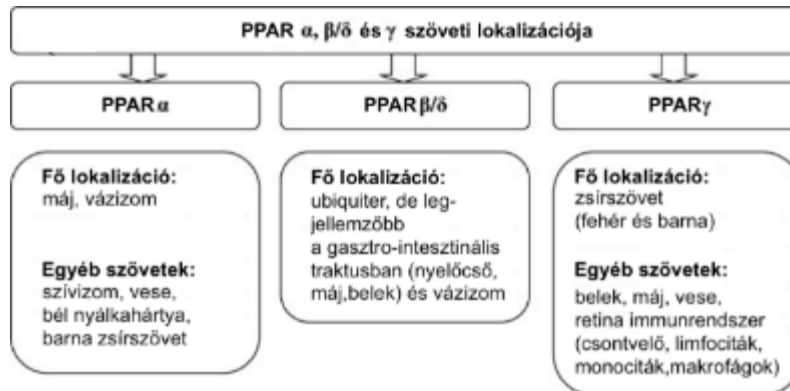 PPAR α, β/δ és γ szöveti lokalizációja
PPAR α
PPAR β/δ
PPARγ
Fő lokalizáció:
máj, vázizom
Egyéb szövetek:
szívizom, vese,
bél nyálkahártya,
barna zsírszövet
Fő lokalizáció:
ubiquiter, de leg-
jellemzőbb
a gasztro-intesztinális
traktusban (nyelőcső,
máj,belek) és vázizom
Fő lokalizáció:
zsírszövet
(fehér és barna)
Egyéb szövetek:
belek, máj, vese,
retina immunrendszer
(csontvelő, limfociták,
monociták,makrofágok)